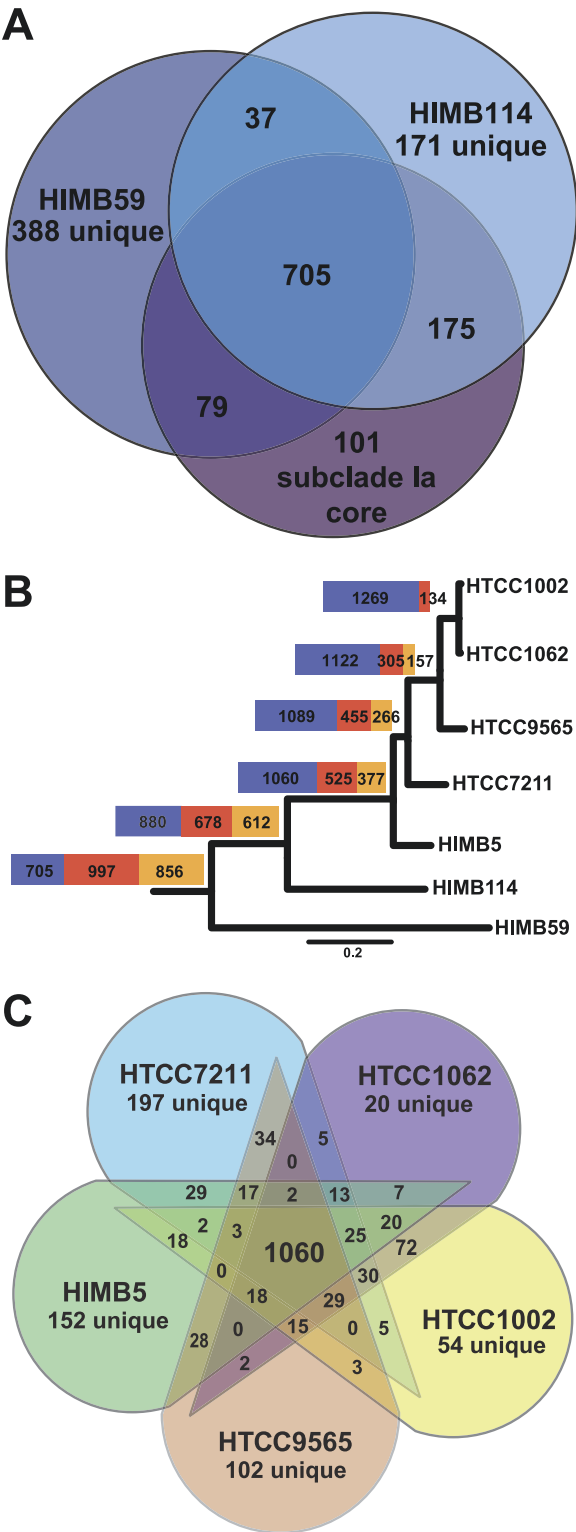 A
37
HIMB114
171 unique
HIMB59
388 unique
705
175
79
101
subclade Ia
core
B
1269 134
HTCC1002
1122 305 157
HTCC1062
1089 455 266
HTCC9565
1060 525 377
HTCC7211
880 678 612
HIMB5
705 997 856
HIMB114
HIMB59
0.2
C
HTCC7211
197 unique
HTCC1062
20 unique
34
5
0
29
17
2
13
7
2
3
1060
25
20
18
72
0
30
HIMB5
152 unique
18
29
HTCC1002
54 unique
28
0
15
0
5
2
3
HTCC9565
102 unique